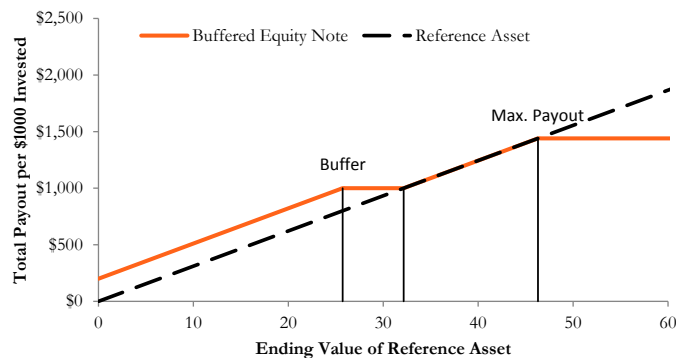 $2,500
Buffered Equity Note
Reference Asset
Total Payout per $1000 Invested
$2,000
Max. Payout
$1,500
Buffer
$1,000
$500
$0
0 10 20 30 40 50 60
Ending Value of Reference Asset